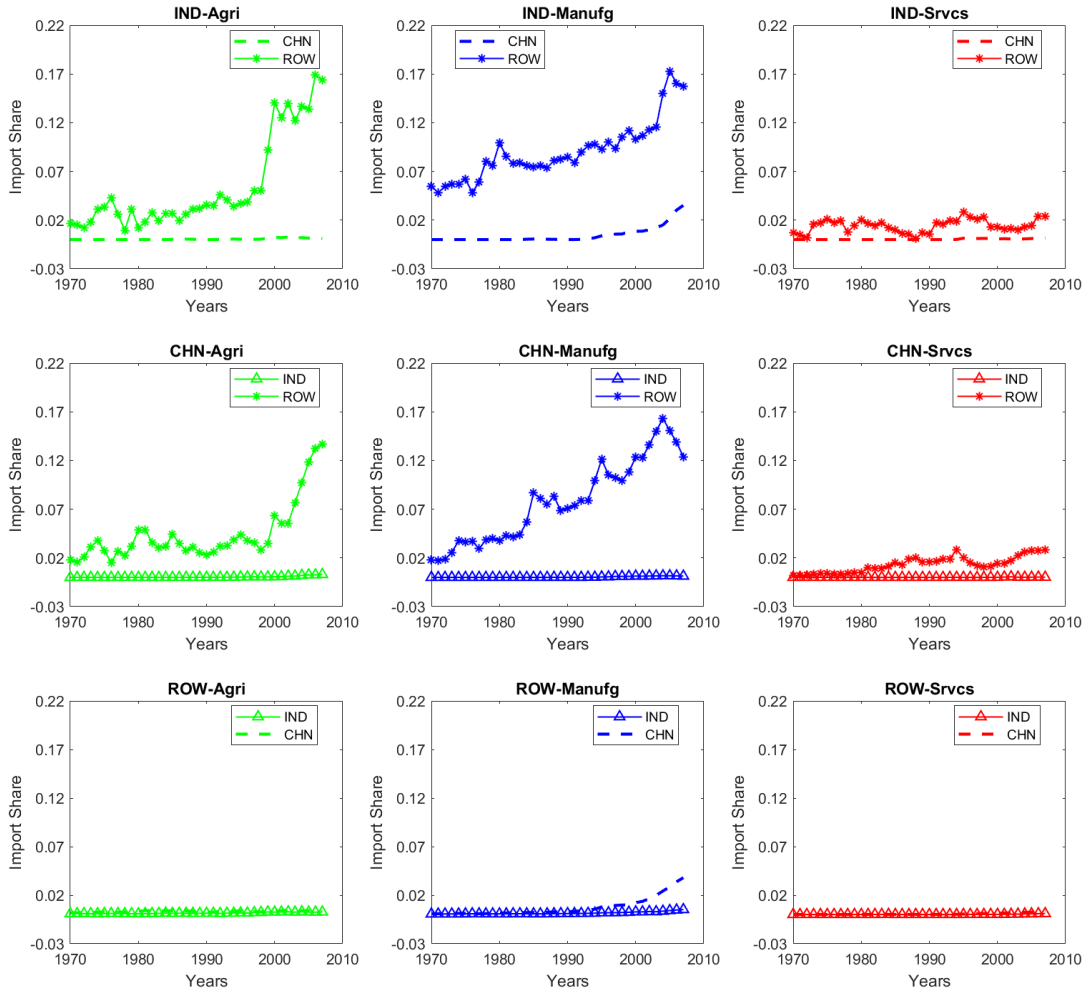 IND-Agri
0.22
0.17
0.12
0.07
0.02
-0.03
Import Share
CHN
ROW
1970 1980 1990 2000 2010
Years
IND-Manufg
0.22
0.17
0.12
0.07
0.02
-0.03
Import Share
CHN
ROW
1970 1980 1990 2000 2010
Years
IND-Srvcs
0.22
0.17
0.12
0.07
0.02
-0.03
Import Share
CHN
ROW
1970 1980 1990 2000 2010
Years
CHN-Agri
0.22
0.17
0.12
0.07
0.02
-0.03
Import Share
IND
ROW
1970 1980 1990 2000 2010
Years
CHN-Manufg
0.22
0.17
0.12
0.07
0.02
-0.03
Import Share
IND
ROW
1970 1980 1990 2000 2010
Years
CHN-Srvcs
0.22
0.17
0.12
0.07
0.02
-0.03
Import Share
IND
ROW
1970 1980 1990 2000 2010
Years
ROW-Agri
0.22
0.17
0.12
0.07
0.02
-0.03
Import Share
IND
CHN
1970 1980 1990 2000 2010
Years
ROW-Manufg
0.22
0.17
0.12
0.07
0.02
-0.03
Import Share
IND
CHN
1970 1980 1990 2000 2010
Years
ROW-Srvcs
0.22
0.17
0.12
0.07
0.02
-0.03
Import Share
IND
CHN
1970 1980 1990 2000 2010
Years